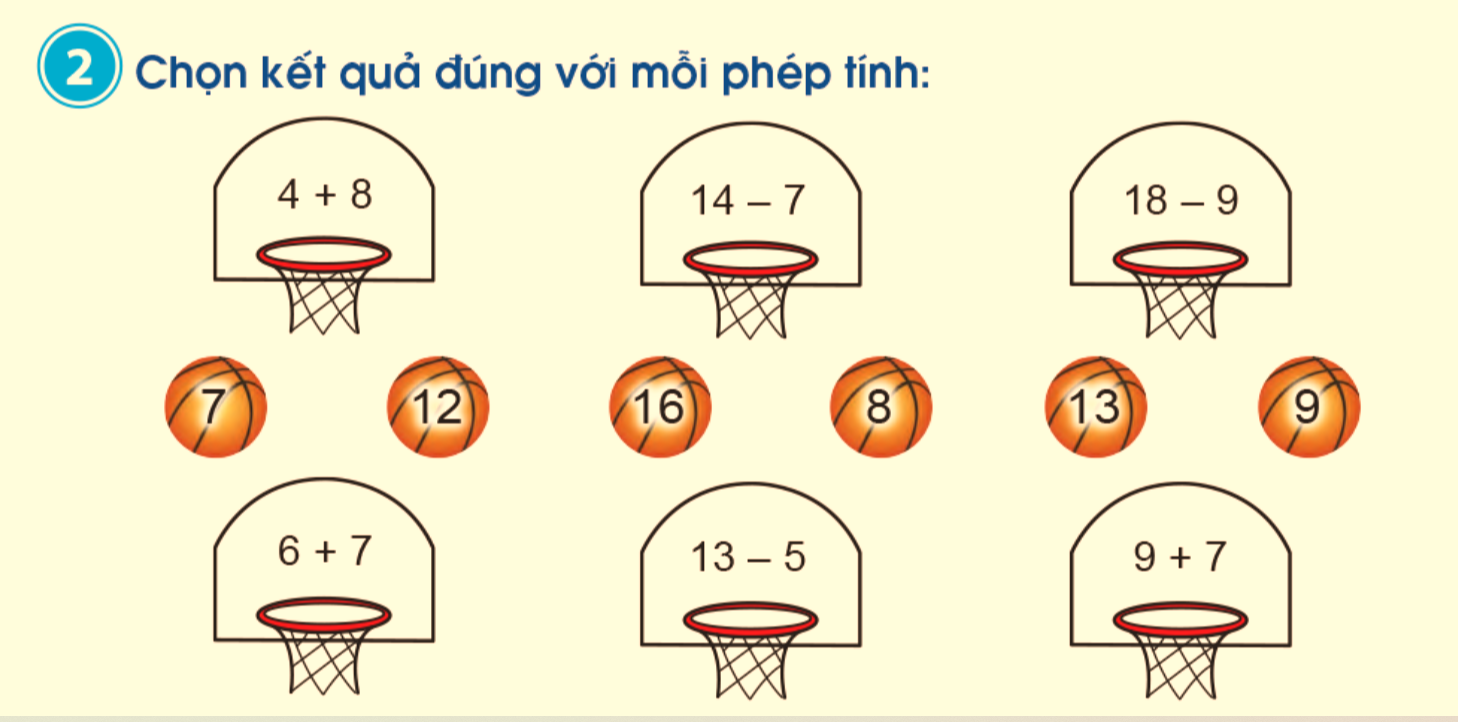 2 Chọn kết quả đúng với mỗi phép tính:
4 + 8 14 – 7 18 – 9
7 12 16 8 13 9
6 + 7 13 – 5 9 + 7